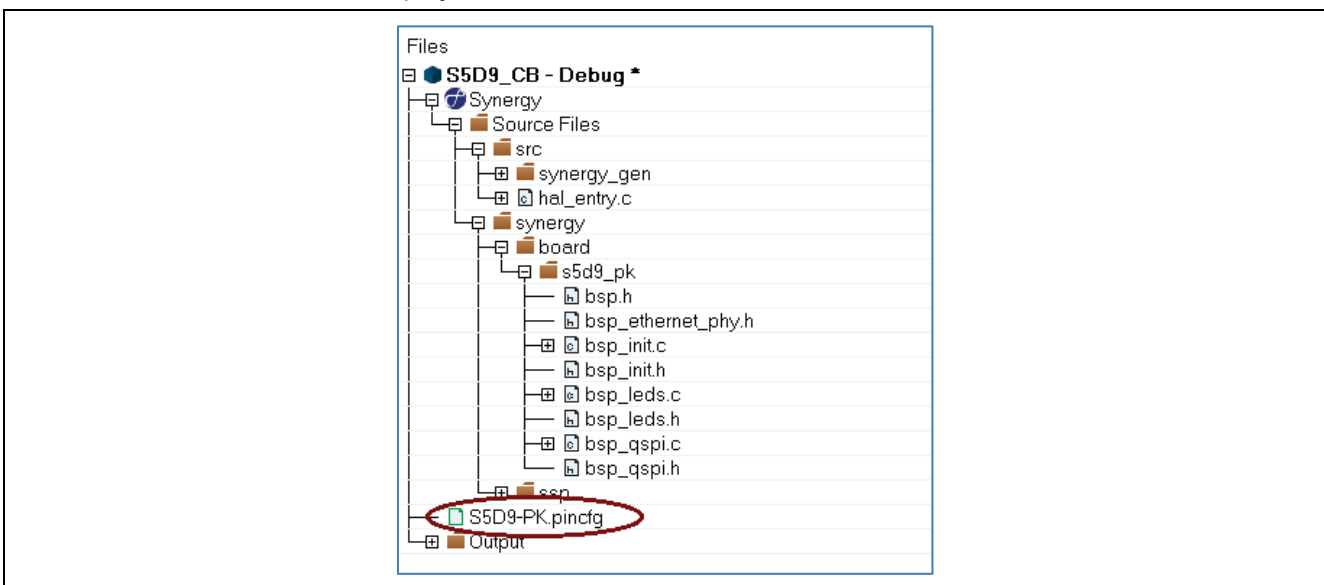 Files
S5D9_CB - Debug *
Synergy
Source Files
src
synergy_gen
hal_entry.c
synergy
board
s5d9_pk
bsp.h
bsp_ethernet_phy.h
bsp_init.c
bsp_init.h
bsp_leds.c
bsp_leds.h
bsp_qspi.c
bsp_qspi.h
ssp
S5D9-PK.pincfg
Output